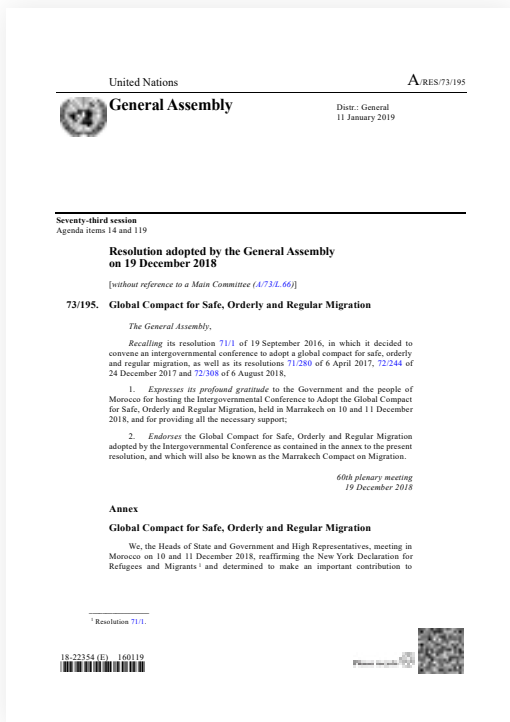 United Nations
A/RES/73/195
General Assembly
Distr.: General
11 January 2019
Seventy-third session
Agenda items 14 and 119
Resolution adopted by the General Assembly
on 19 December 2018
[without reference to a Main Committee (A/73/L.66)]
73/195. Global Compact for Safe, Orderly and Regular Migration
The General Assembly,
Recalling its resolution 71/1 of 19 September 2016, in which it decided to
convene an intergovernmental conference to adopt a global compact for safe, orderly
and regular migration, as well as its resolutions 71/280 of 6 April 2017, 72/244 of
24 December 2017 and 72/308 of 6 August 2018,
1. Expresses its profound gratitude to the Government and the people of
Morocco for hosting the Intergovernmental Conference to Adopt the Global Compact
for Safe, Orderly and Regular Migration, held in Marrakech on 10 and 11 December
2018, and for providing all the necessary support;
2. Endorses the Global Compact for Safe, Orderly and Regular Migration
adopted by the Intergovernmental Conference as contained in the annex to the present
resolution, and which will also be known as the Marrakech Compact on Migration.
60th plenary meeting
19 December 2018
Annex
Global Compact for Safe, Orderly and Regular Migration
We, the Heads of State and Government and High Representatives, meeting in
Morocco on 10 and 11 December 2018, reaffirming the New York Declaration for
Refugees and Migrants ¹ and determined to make an important contribution to
¹ Resolution 71/1.
18-22354 (E) 160119